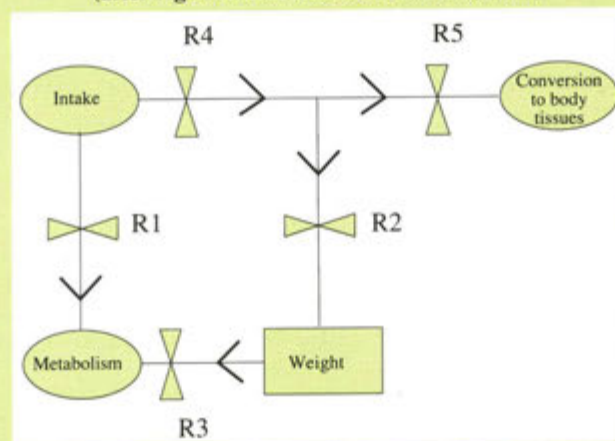 R4
R5
Intake
Conversion
to body
tissues
R1
R2
Metabolism
Weight
R3